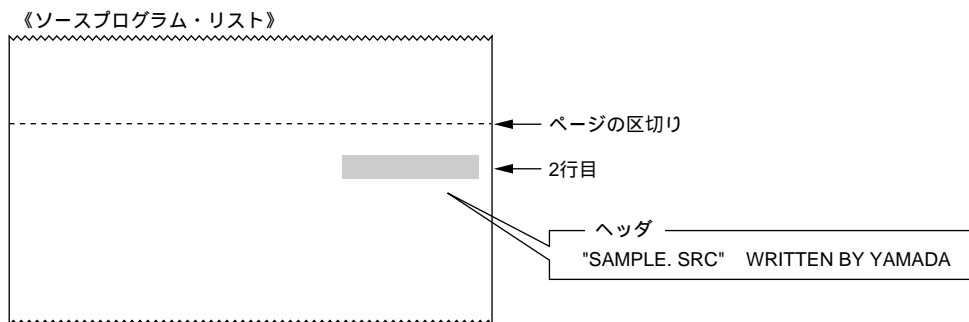 《ソースプログラム・リスト》
ページの区切り
2行目
ヘッダ
"SAMPLE. SRC" WRITTEN BY YAMADA